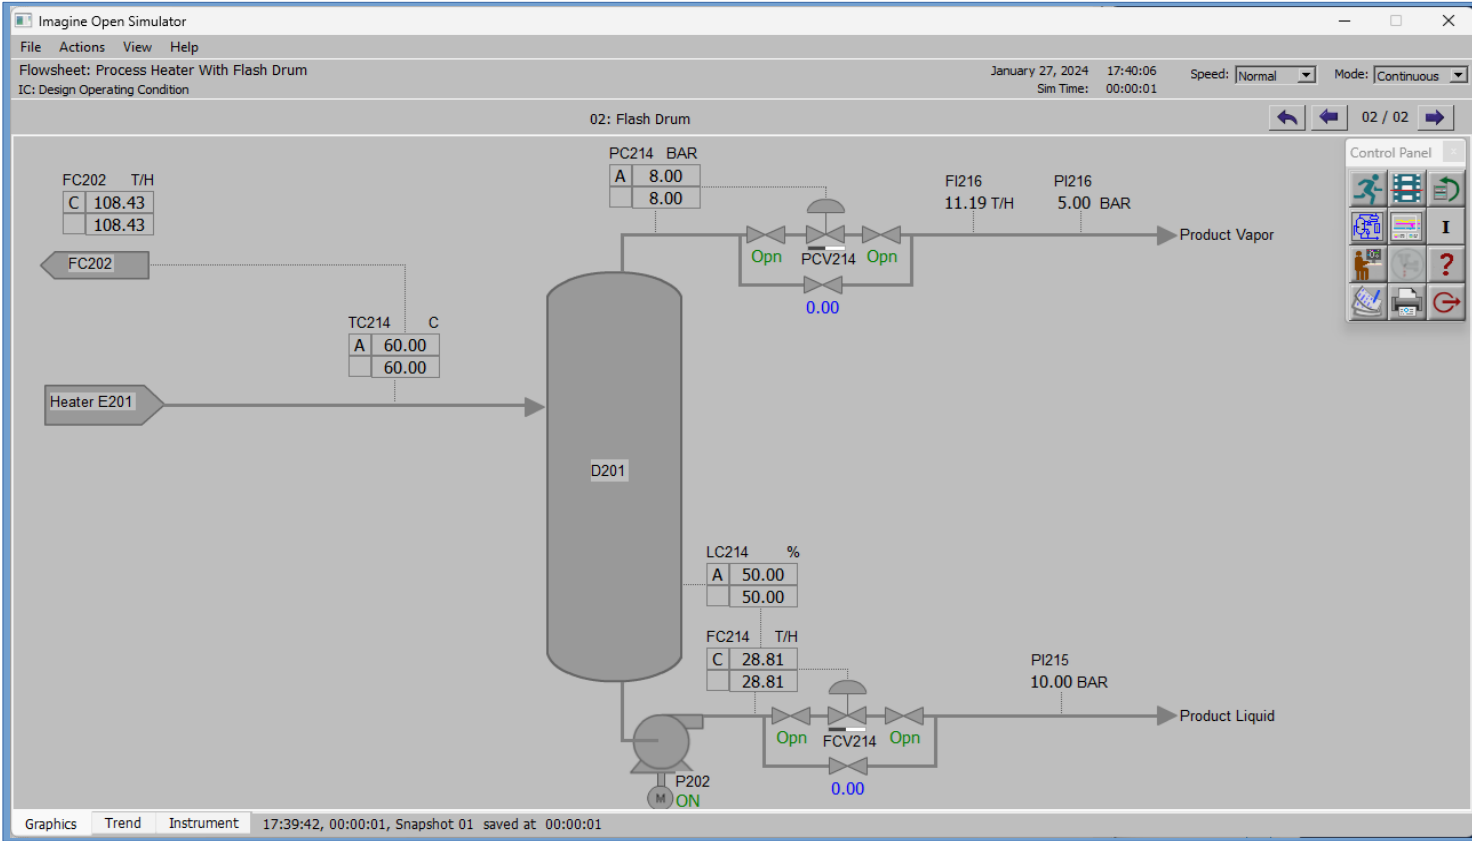 Imagine Open Simulator
File Actions View Help
Flowsheet: Process Heater With Flash Drum
IC: Design Operating Condition
January 27, 2024 17:40:06
Sim Time: 00:00:01
Speed: Normal
Mode: Continuous
02: Flash Drum
02 / 02
Control Panel
I
?
FC202 T/H
C 108.43
108.43
FC202
TC214 C
A 60.00
60.00
Heater E201
PC214 BAR
A 8.00
8.00
Opn PCV214 Opn
0.00
FI216
11.19 T/H
PI216
5.00 BAR
Product Vapor
D201
LC214 %
A 50.00
50.00
FC214 T/H
C 28.81
28.81
Opn FCV214 Opn
0.00
PI215
10.00 BAR
Product Liquid
P202
M ON
Graphics Trend Instrument 17:39:42, 00:00:01, Snapshot 01 saved at 00:00:01